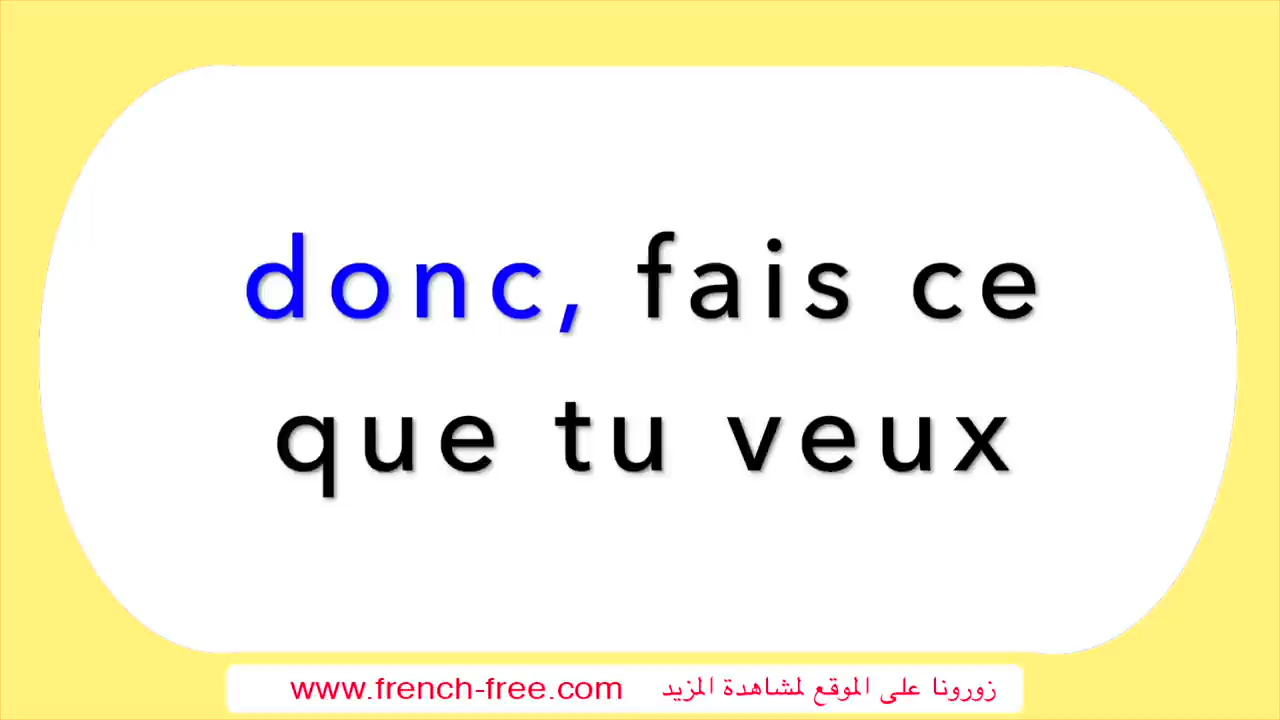 donc, fais ce
que tu veux
www.french-free.com زورونا على الموقع لمشاهدة المزيد